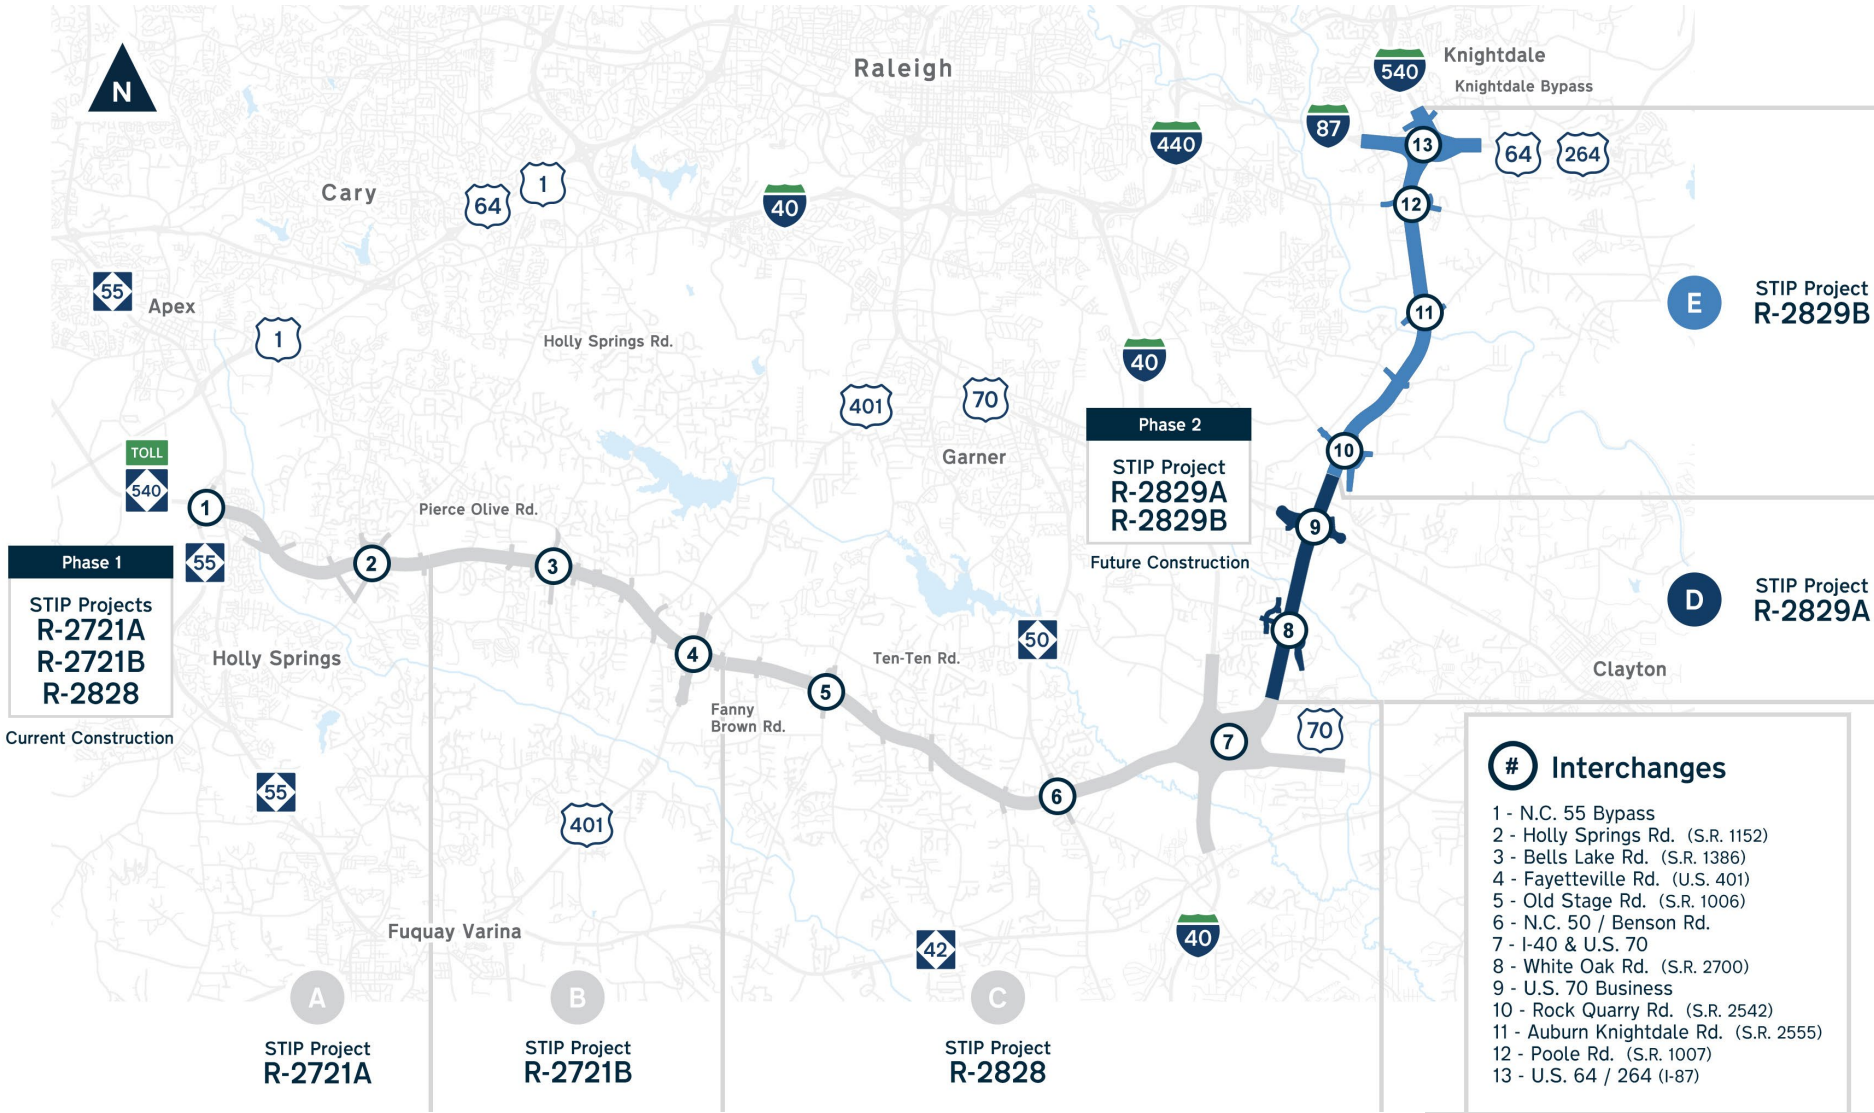 N
Raleigh
540
Knightdale
Knightdale Bypass
87
13
64
264
440
Cary
64
1
40
12
55
Apex
1
Holly Springs Rd.
11
E
STIP Project
R-2829B
40
401
70
Phase 2
STIP Project
R-2829A
R-2829B
Future Construction
Garner
10
TOLL
540
1
Pierce Olive Rd.
9
55
2
3
Phase 1
STIP Projects
R-2721A
R-2721B
R-2828
Current Construction
D
STIP Project
R-2829A
8
50
Holly Springs
4
Ten-Ten Rd.
Clayton
5
Fanny
Brown Rd.
7
70
55
6
401
Fuquay Varina
42
40
A
STIP Project
R-2721A
B
STIP Project
R-2721B
C
STIP Project
R-2828
# Interchanges
1 - N.C. 55 Bypass
2 - Holly Springs Rd. (S.R. 1152)
3 - Bells Lake Rd. (S.R. 1386)
4 - Fayetteville Rd. (U.S. 401)
5 - Old Stage Rd. (S.R. 1006)
6 - N.C. 50 / Benson Rd.
7 - I-40 & U.S. 70
8 - White Oak Rd. (S.R. 2700)
9 - U.S. 70 Business
10 - Rock Quarry Rd. (S.R. 2542)
11 - Auburn Knightdale Rd. (S.R. 2555)
12 - Poole Rd. (S.R. 1007)
13 - U.S. 64 / 264 (I-87)